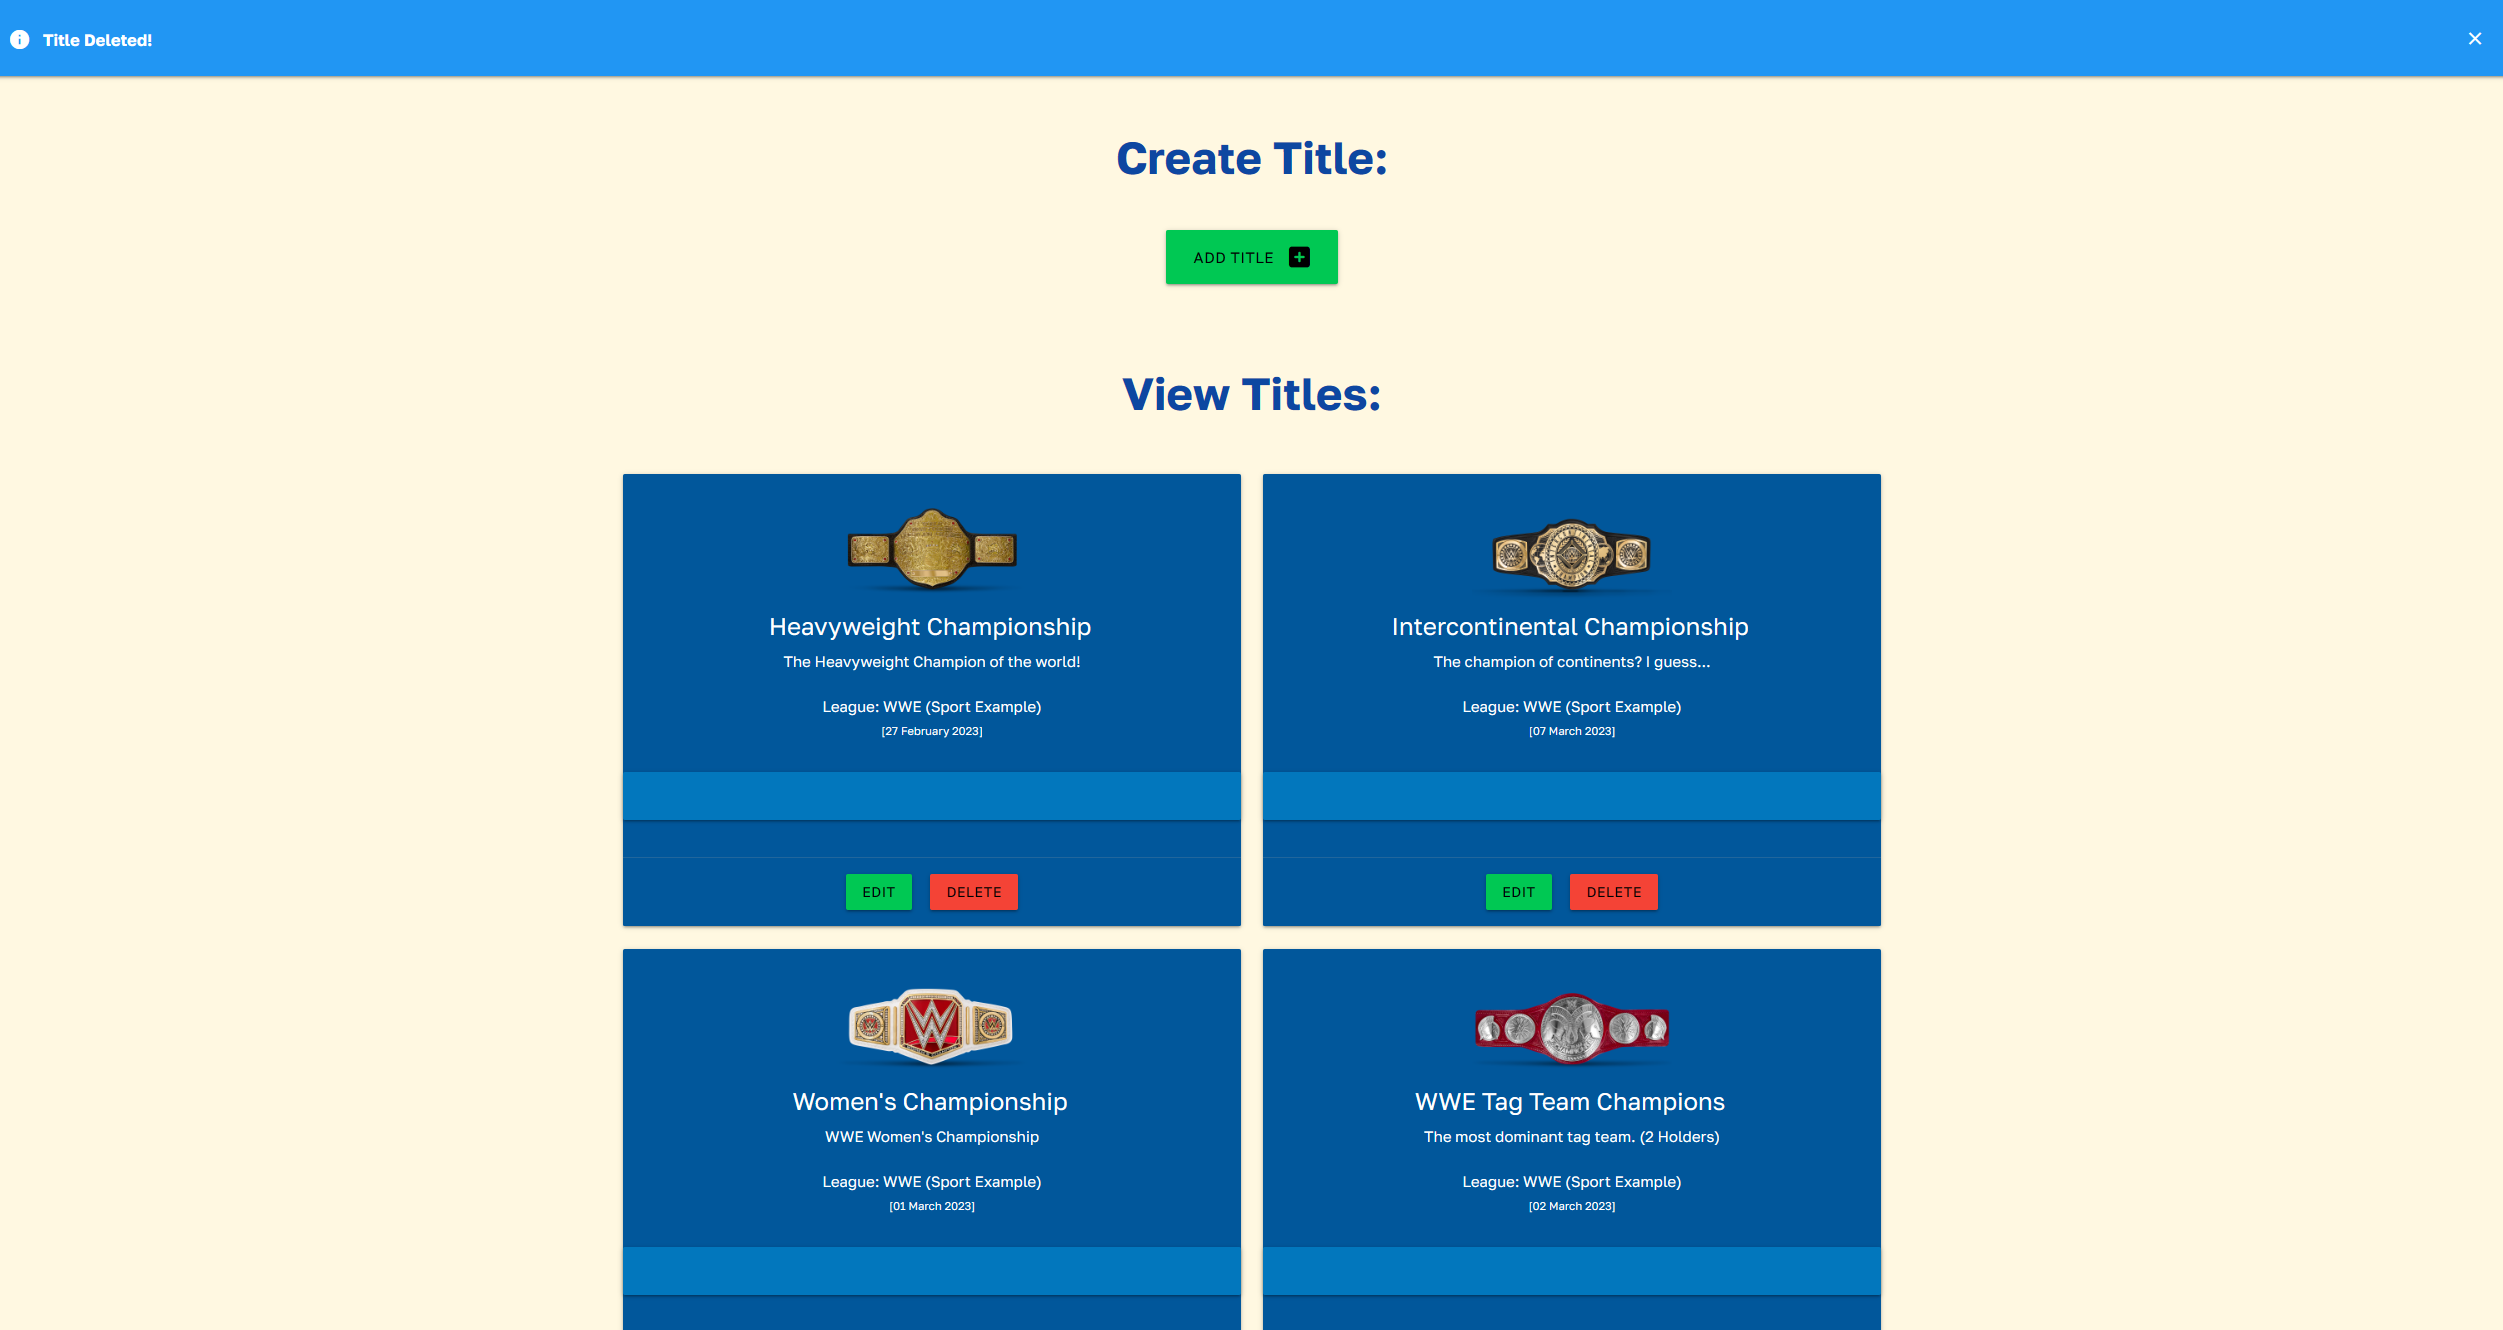 Title Deleted!
Create Title:
ADD TITLE
View Titles:
Heavyweight Championship
The Heavyweight Champion of the world!
League: WWE (Sport Example)
[27 February 2023]
EDIT DELETE
Intercontinental Championship
The champion of continents? I guess...
League: WWE (Sport Example)
[07 March 2023]
EDIT DELETE
Women's Championship
WWE Women's Championship
League: WWE (Sport Example)
[01 March 2023]
WWE Tag Team Champions
The most dominant tag team. (2 Holders)
League: WWE (Sport Example)
[02 March 2023]